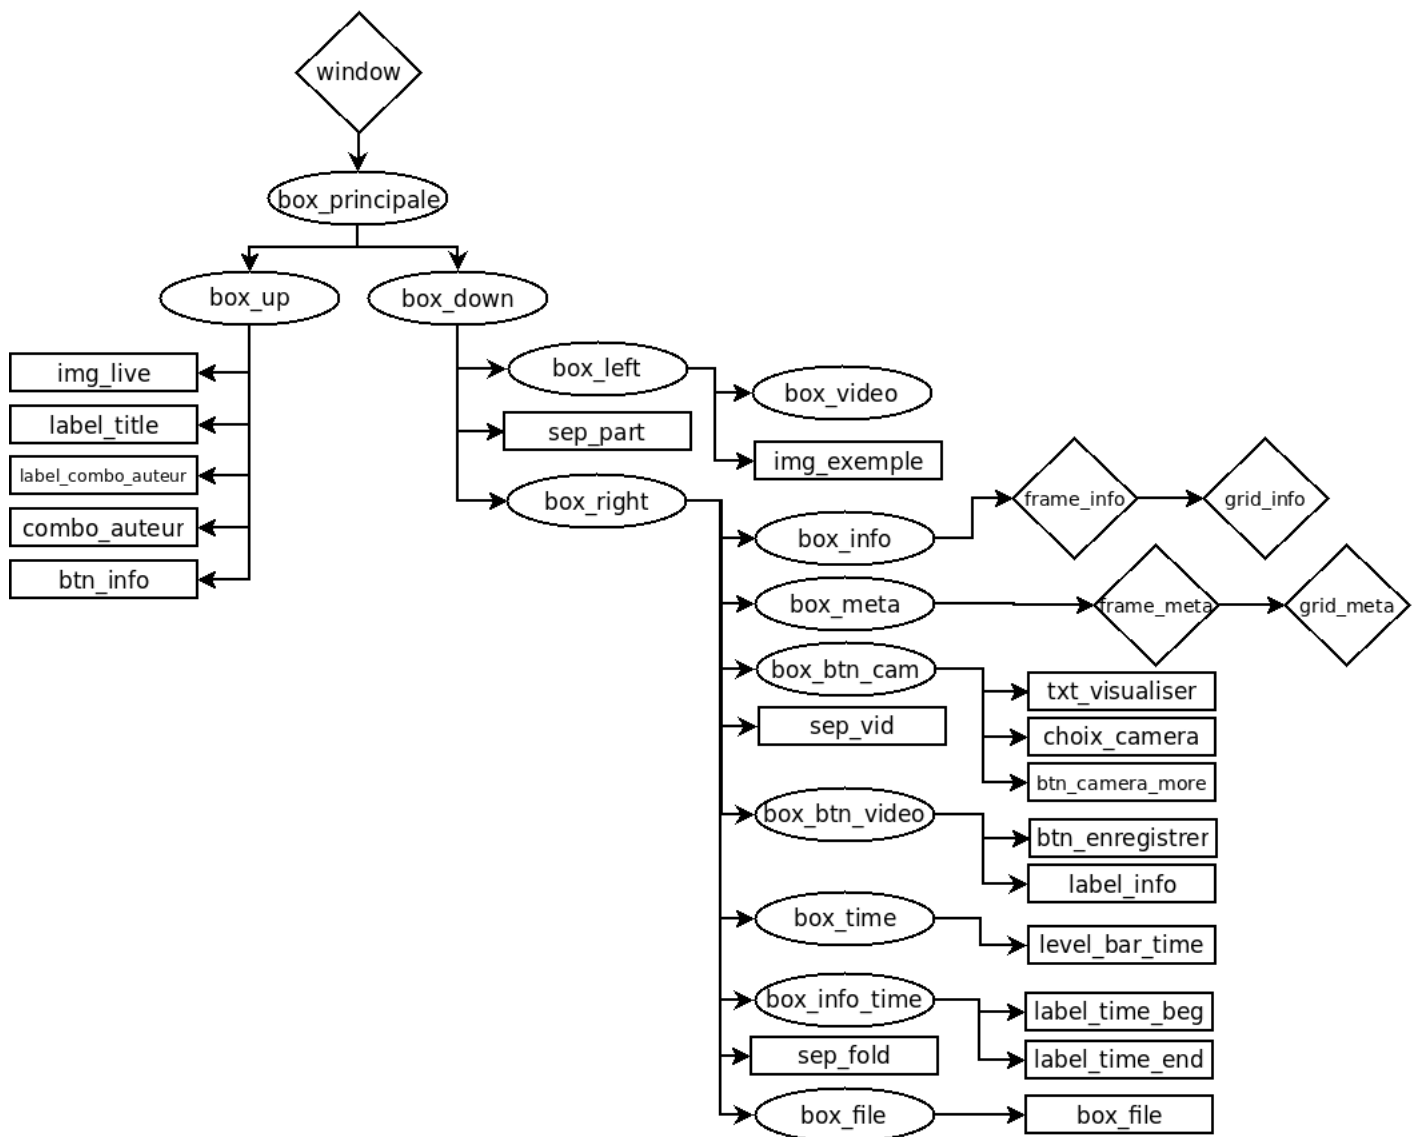 window
box_principale
box_up
box_down
img_live
label_title
label_combo_auteur
combo_auteur
btn_info
box_left
sep_part
box_right
box_video
img_exemple
box_info
frame_info
grid_info
box_meta
frame_meta
grid_meta
box_btn_cam
txt_visualiser
choix_camera
btn_camera_more
sep_vid
box_btn_video
btn_enregistrer
label_info
box_time
level_bar_time
box_info_time
label_time_beg
label_time_end
sep_fold
box_file
box_file